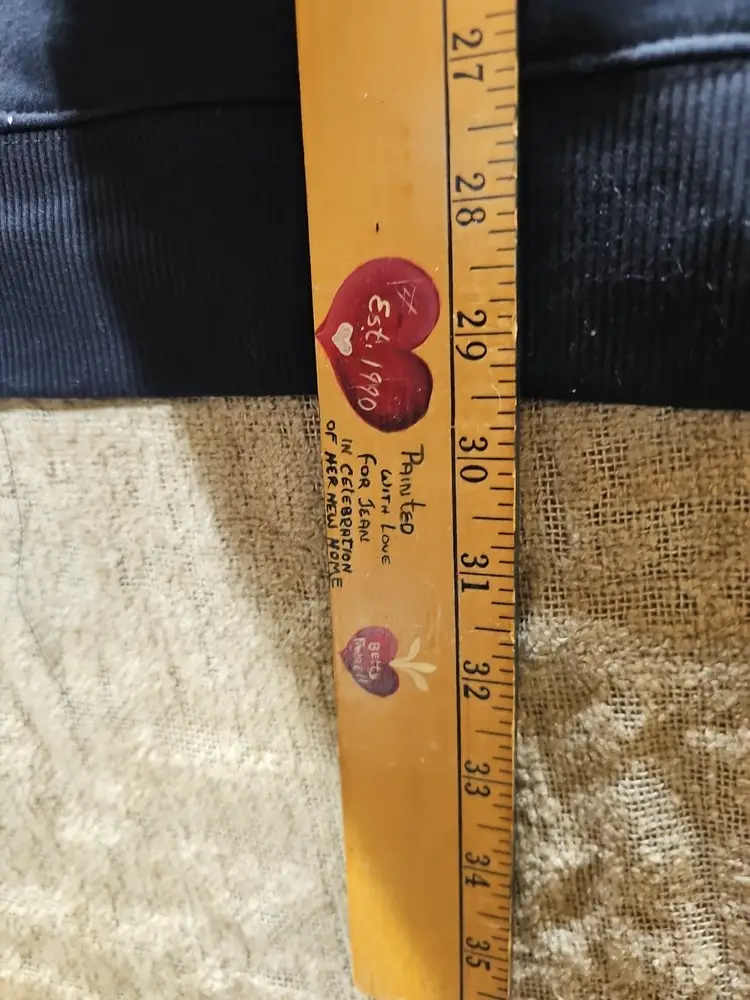 27
28
29
30
31
32
33
34
35
Est. 1990
PAINTED
WITH LOVE
FOR JEAN
IN CELEBRATION
OF HER NEW HOME
BETTY